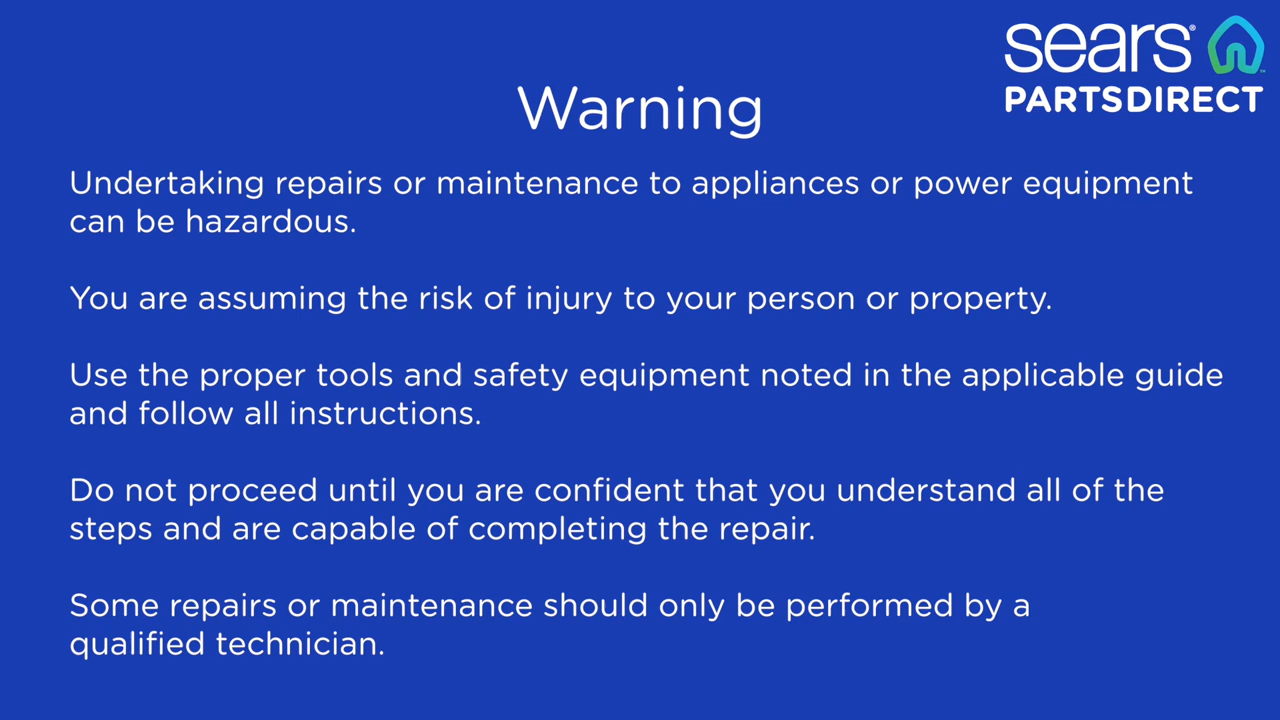 sears®
PARTSDIRECT
Warning
Undertaking repairs or maintenance to appliances or power equipment
can be hazardous.
You are assuming the risk of injury to your person or property.
Use the proper tools and safety equipment noted in the applicable guide
and follow all instructions.
Do not proceed until you are confident that you understand all of the
steps and are capable of completing the repair.
Some repairs or maintenance should only be performed by a
qualified technician.